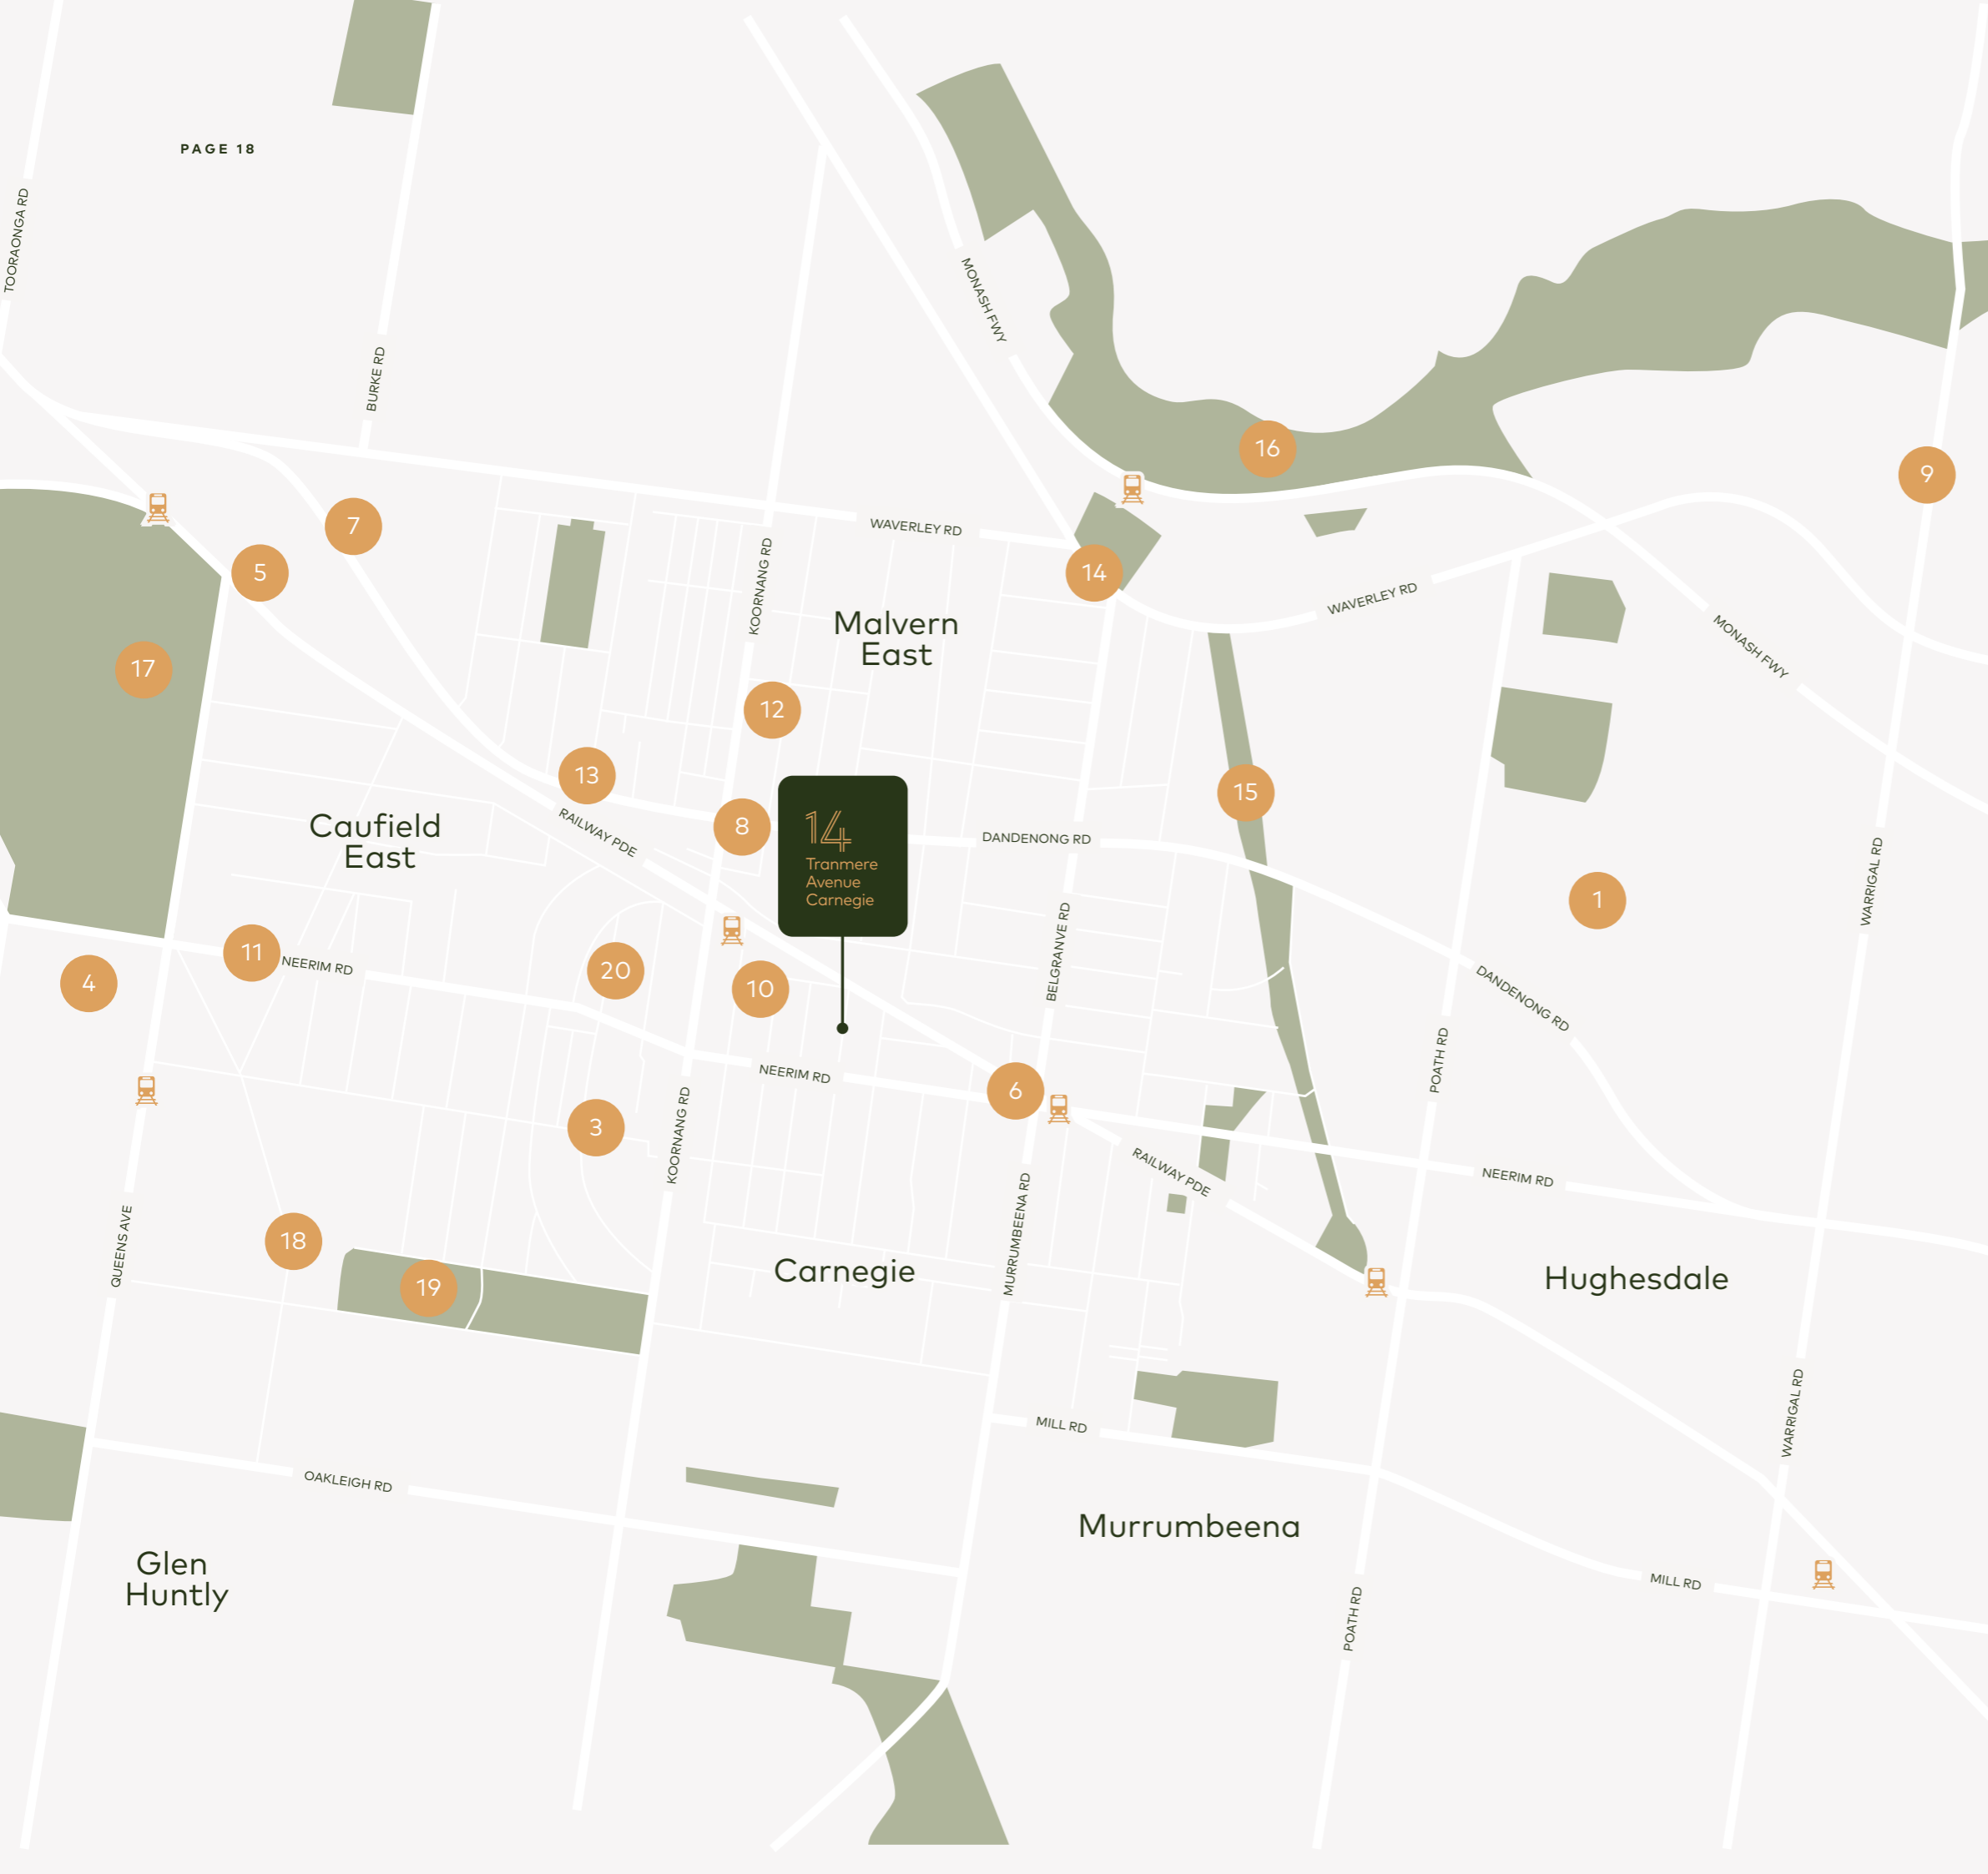 PAGE 18
TOORAONGA RD
BURKE RD
MONASH FWY
16
9
7
WAVERLEY RD
5
14
KOORNANG RD
WAVERLEY RD
Malvern
East
MONASH FWY
17
12
13
15
8
RAILWAY PDE
Caufield
East
14
Tranmere
Avenue
Carnegie
DANDENONG RD
WARRIGAL RD
1
11
NEERIM RD
4
20
10
BELGRANVE RD
DANDENONG RD
POATH RD
NEERIM RD
6
3
KOORNANG RD
RAILWAY PDE
NEERIM RD
QUEENS AVE
18
MURRUMBEENA RD
19
Carnegie
Hughesdale
WARRIGAL RD
MILL RD
OAKLEIGH RD
Murrumbeena
Glen
Huntly
MILL RD
POATH RD